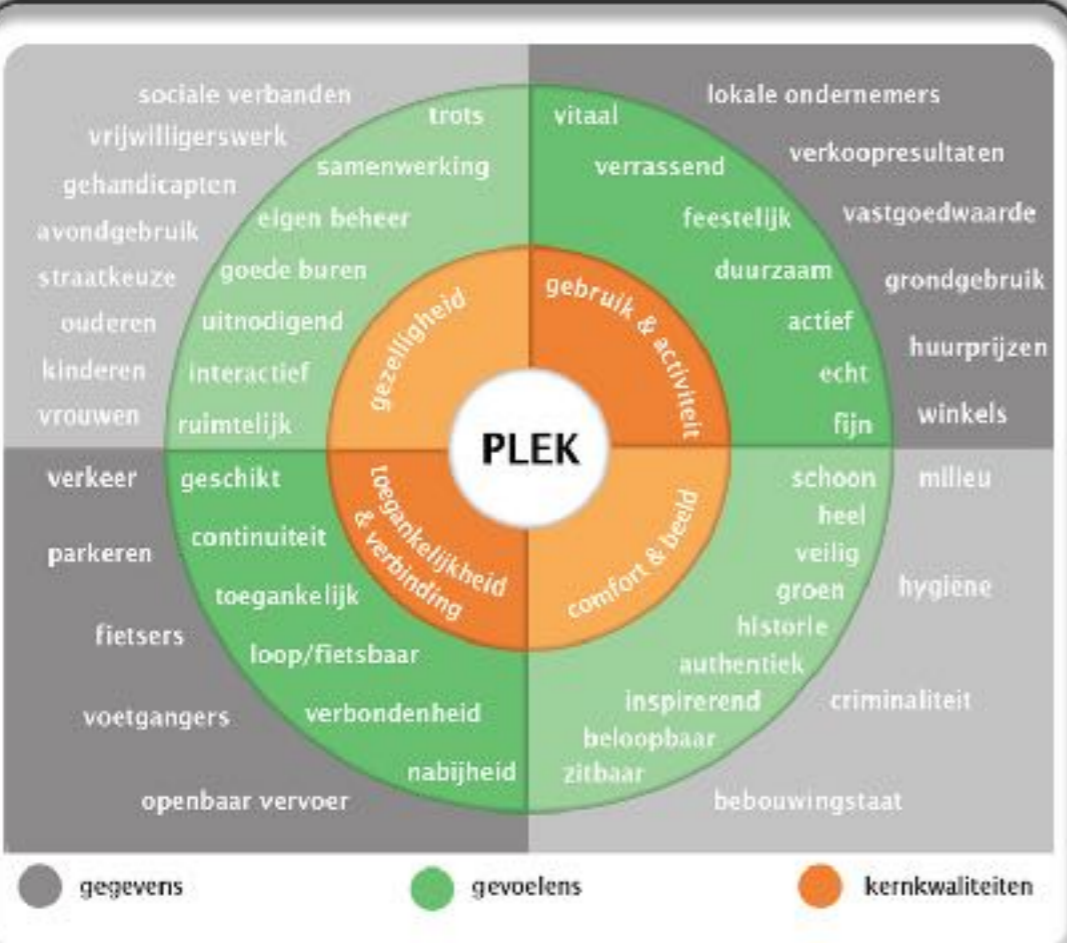 sociale verbanden
vrijwilligerswerk
gehandicapten
avondgebruik
straatkeuze
ouderen
kinderen
vrouwen
trots
samenwerking
eigen beheer
goede buren
uitnodigend
interactief
ruimtelijk
gezelligheid
vitaal
verrassend
feestelijk
duurzaam
actief
echt
fijn
gebruik & activiteit
lokale ondernemers
verkoopresultaten
vastgoedwaarde
grondgebruik
huurprijzen
winkels
PLEK
verkeer
parkeren
fietsers
voetgangers
openbaar vervoer
geschikt
continuiteit
toegankelijk
loop/fietsbaar
verbondenheid
nabijheid
toegankelijkheid
& verbinding
comfort & beeld
schoon
heel
veilig
groen
historie
authentiek
inspirerend
beloopbaar
zitbaar
milieu
hygiëne
criminaliteit
bebouwingstaat
gegevens
gevoelens
kernkwaliteiten